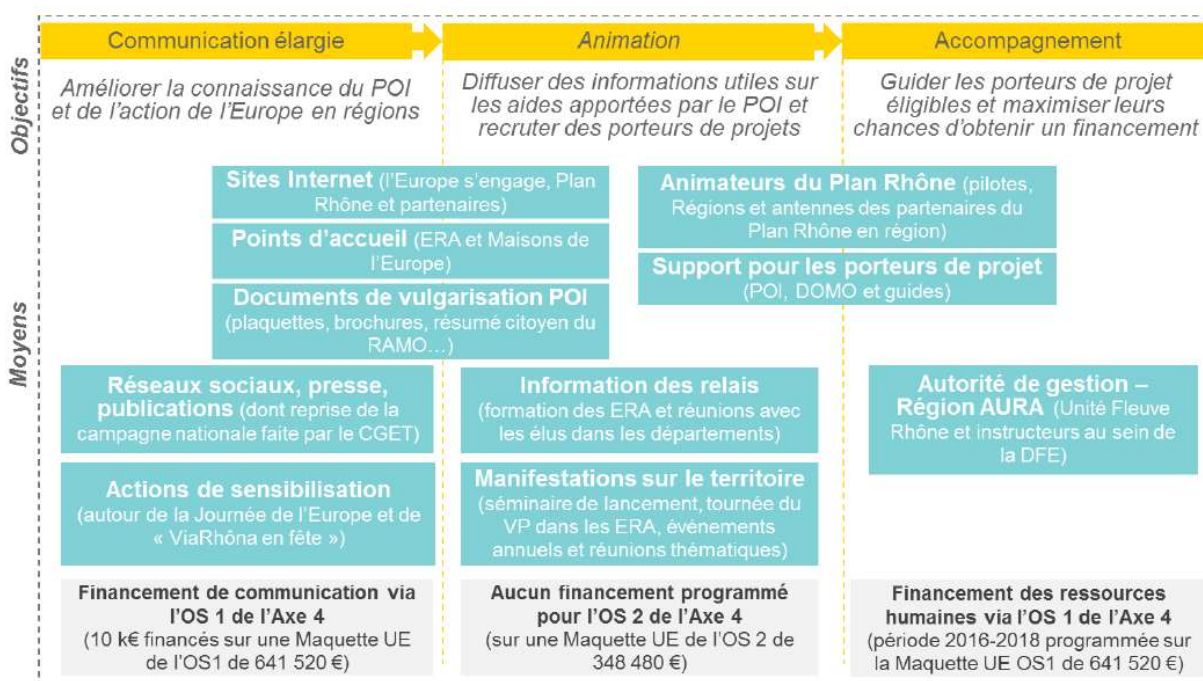 Communication élargie
Animation
Accompagnement
Objectifs
Améliorer la connaissance du POI
et de l'action de l'Europe en régions
Diffuser des informations utiles sur
les aides apportées par le POI et
recruter des porteurs de projets
Guider les porteurs de projet
éligibles et maximiser leurs
chances d'obtenir un financement
Moyens
Sites Internet (l'Europe s'engage, Plan
Rhône et partenaires)
Points d'accueil (ERA et Maisons de
l'Europe)
Documents de vulgarisation POI
(plaquettes, brochures, résumé citoyen du
RAMO…)
Animateurs du Plan Rhône (pilotes,
Régions et antennes des partenaires du
Plan Rhône en région)
Support pour les porteurs de projet
(POI, DOMO et guides)
Réseaux sociaux, presse,
publications (dont reprise de la
campagne nationale faite par le CGET)
Information des relais
(formation des ERA et réunions avec
les élus dans les départements)
Autorité de gestion –
Région AURA (Unité Fleuve
Rhône et instructeurs au sein de
la DFE)
Actions de sensibilisation
(autour de la Journée de l'Europe et de
« ViaRhôna en fête »)
Manifestations sur le territoire
(séminaire de lancement, tournée du
VP dans les ERA, événements
annuels et réunions thématiques)
Financement de communication via
l'OS 1 de l'Axe 4
(10 k€ financés sur une Maquette UE
de l'OS1 de 641 520 €)
Aucun financement programmé
pour l'OS 2 de l'Axe 4
(sur une Maquette UE de l'OS 2 de
348 480 €)
Financement des ressources
humaines via l'OS 1 de l'Axe 4
(période 2016-2018 programmée sur
la Maquette UE OS1 de 641 520 €)